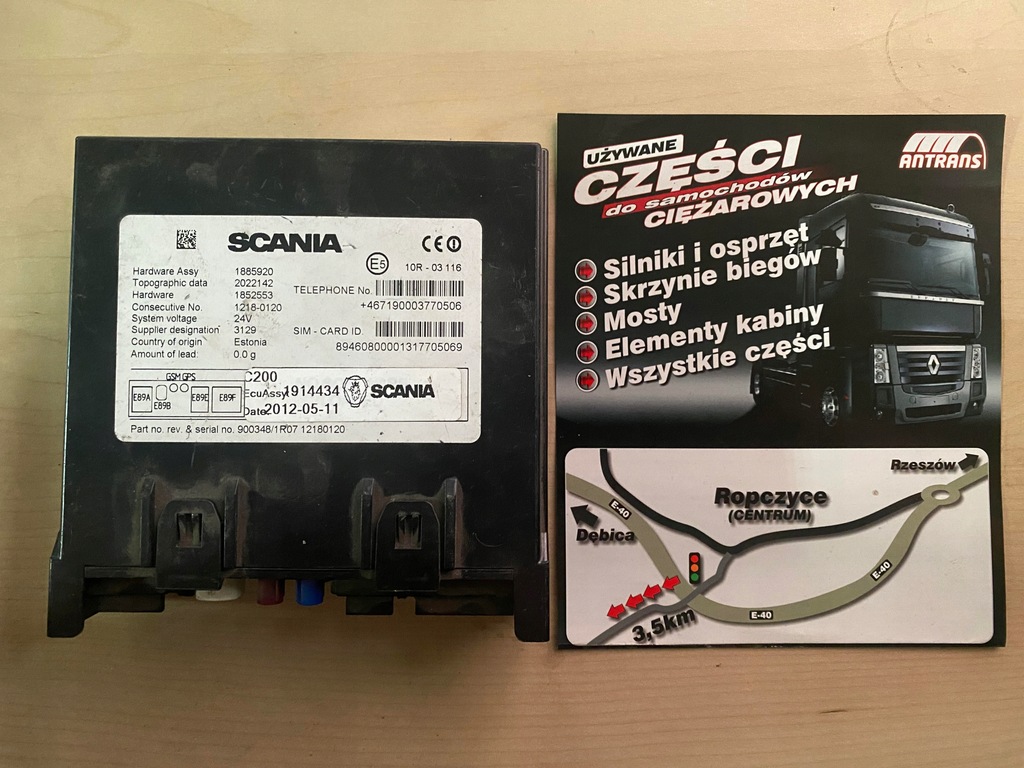 SCANIA
CE
E5
10R - 03 116
Hardware Assy 1885920
Topographic data 2022142
Hardware 1852553
Consecutive No. 1218-0120
System voltage 24V
Supplier designation 3129
Country of origin Estonia
Amount of lead: 0.0 g
TELEPHONE No.
+467190003770506
SIM - CARD ID.
89460800001317705069
GSM GPS
E89A E89B E89E E89F
C200
EcuAssy 1914434
Date 2012-05-11
SCANIA
Part no. rev. & serial no. 900348/1R07 12180120
UŻYWANE
CZĘŚCI
do samochodów
CIĘŻAROWYCH
ANTRANS
Silniki i osprzęt
Skrzynie biegów
Mosty
Elementy kabiny
Wszystkie części
Rzeszów
Ropczyce
(CENTRUM)
E-40
Dębica
E-40
E-40
3,5km